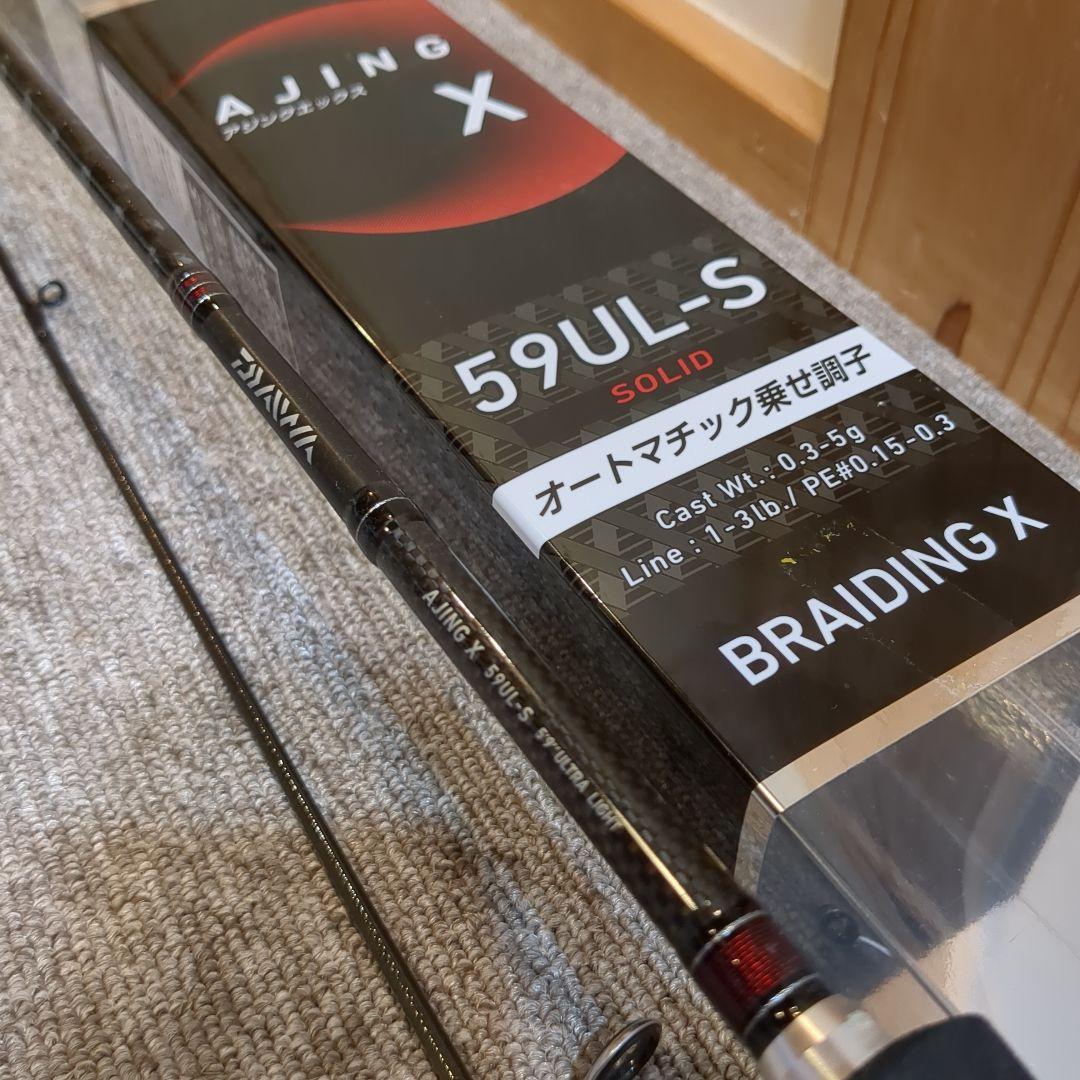 AJING
アジングエックス
X
59UL-S
SOLID
オートマチック乗せ調子
Cast Wt.: 0.3-5g
Line : 1-3lb./ PE#0.15-0.3
BRAIDING X
DAIWA
AJING X 59UL-S 5'9" ULTRA LIGHT